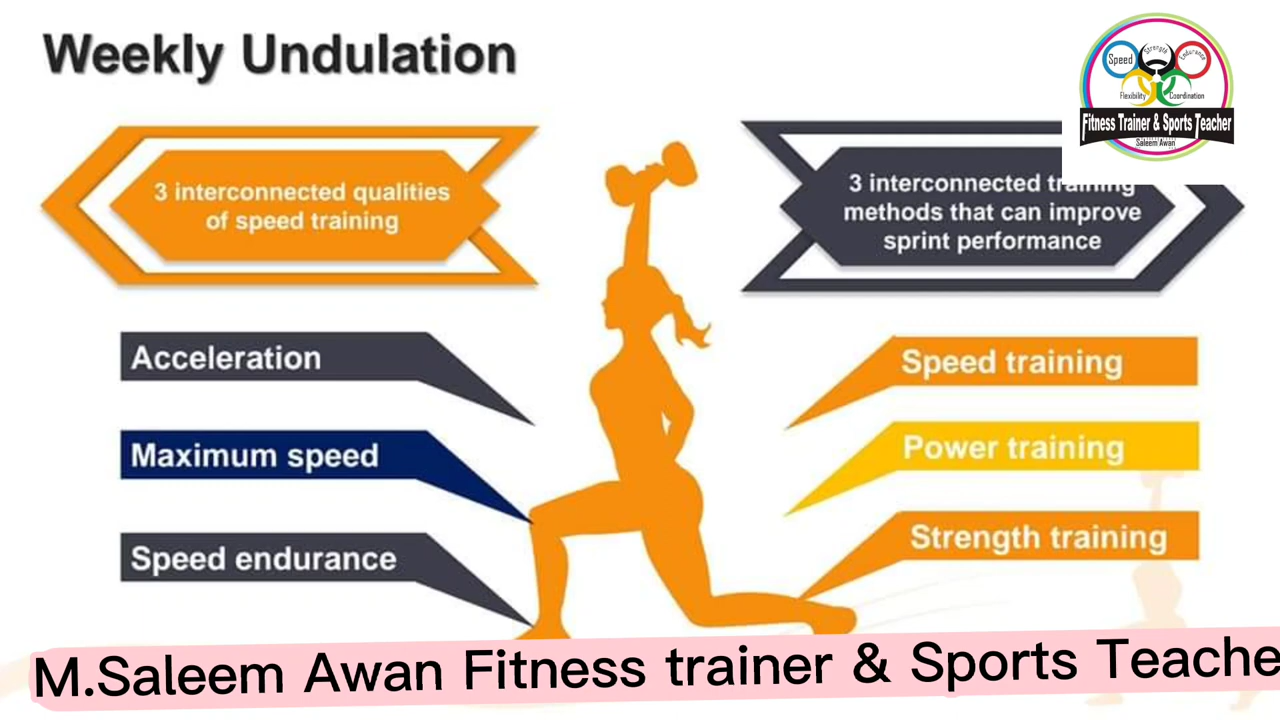 Weekly Undulation
Speed
Strength
Endurance
Flexibility
Coordination
Fitness Trainer & Sports Teacher
Saleem Awan
3 interconnected qualities
of speed training
3 interconnected training
methods that can improve
sprint performance
Acceleration
Maximum speed
Speed endurance
Speed training
Power training
Strength training
M.Saleem Awan Fitness trainer & Sports Teache